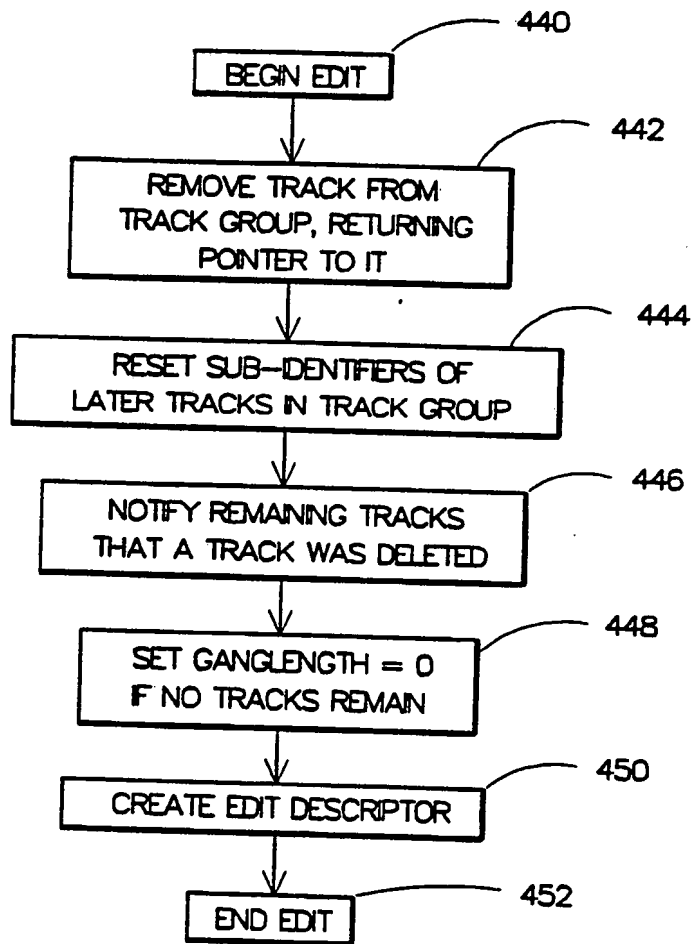 440
BEGIN EDIT
442
REMOVE TRACK FROM
TRACK GROUP, RETURNING
POINTER TO IT
444
RESET SUB-IDENTIFIERS OF
LATER TRACKS IN TRACK GROUP
446
NOTIFY REMAINING TRACKS
THAT A TRACK WAS DELETED
448
SET GANGLENGTH = 0
IF NO TRACKS REMAIN
450
CREATE EDIT DESCRIPTOR
452
END EDIT